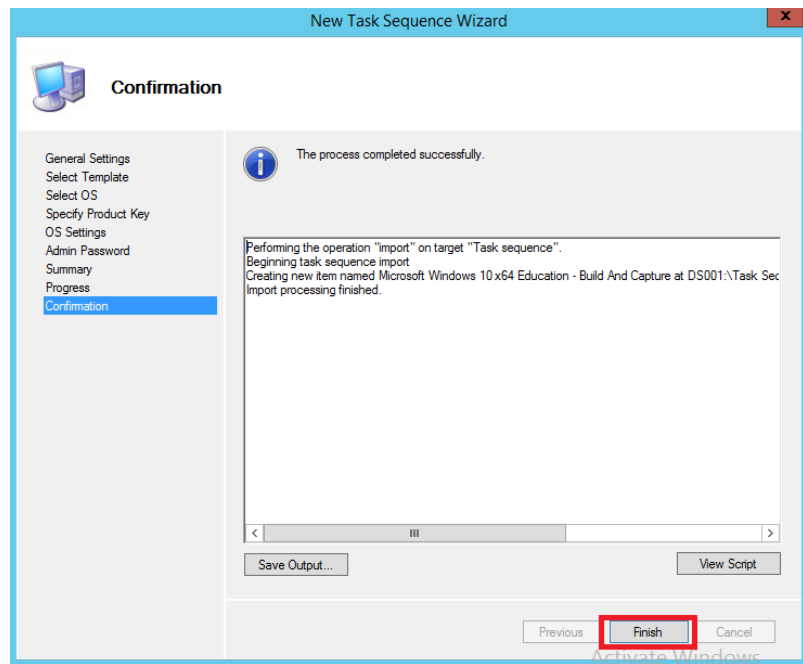 New Task Sequence Wizard
x
Confirmation
General Settings
Select Template
Select OS
Specify Product Key
OS Settings
Admin Password
Summary
Progress
Confirmation
The process completed successfully.
Performing the operation "import" on target "Task sequence".
Beginning task sequence import
Creating new item named Microsoft Windows 10 x64 Education - Build And Capture at DS001:\Task Sec
Import processing finished.
Save Output...
View Script
Previous
Finish
Cancel
Activate Windows